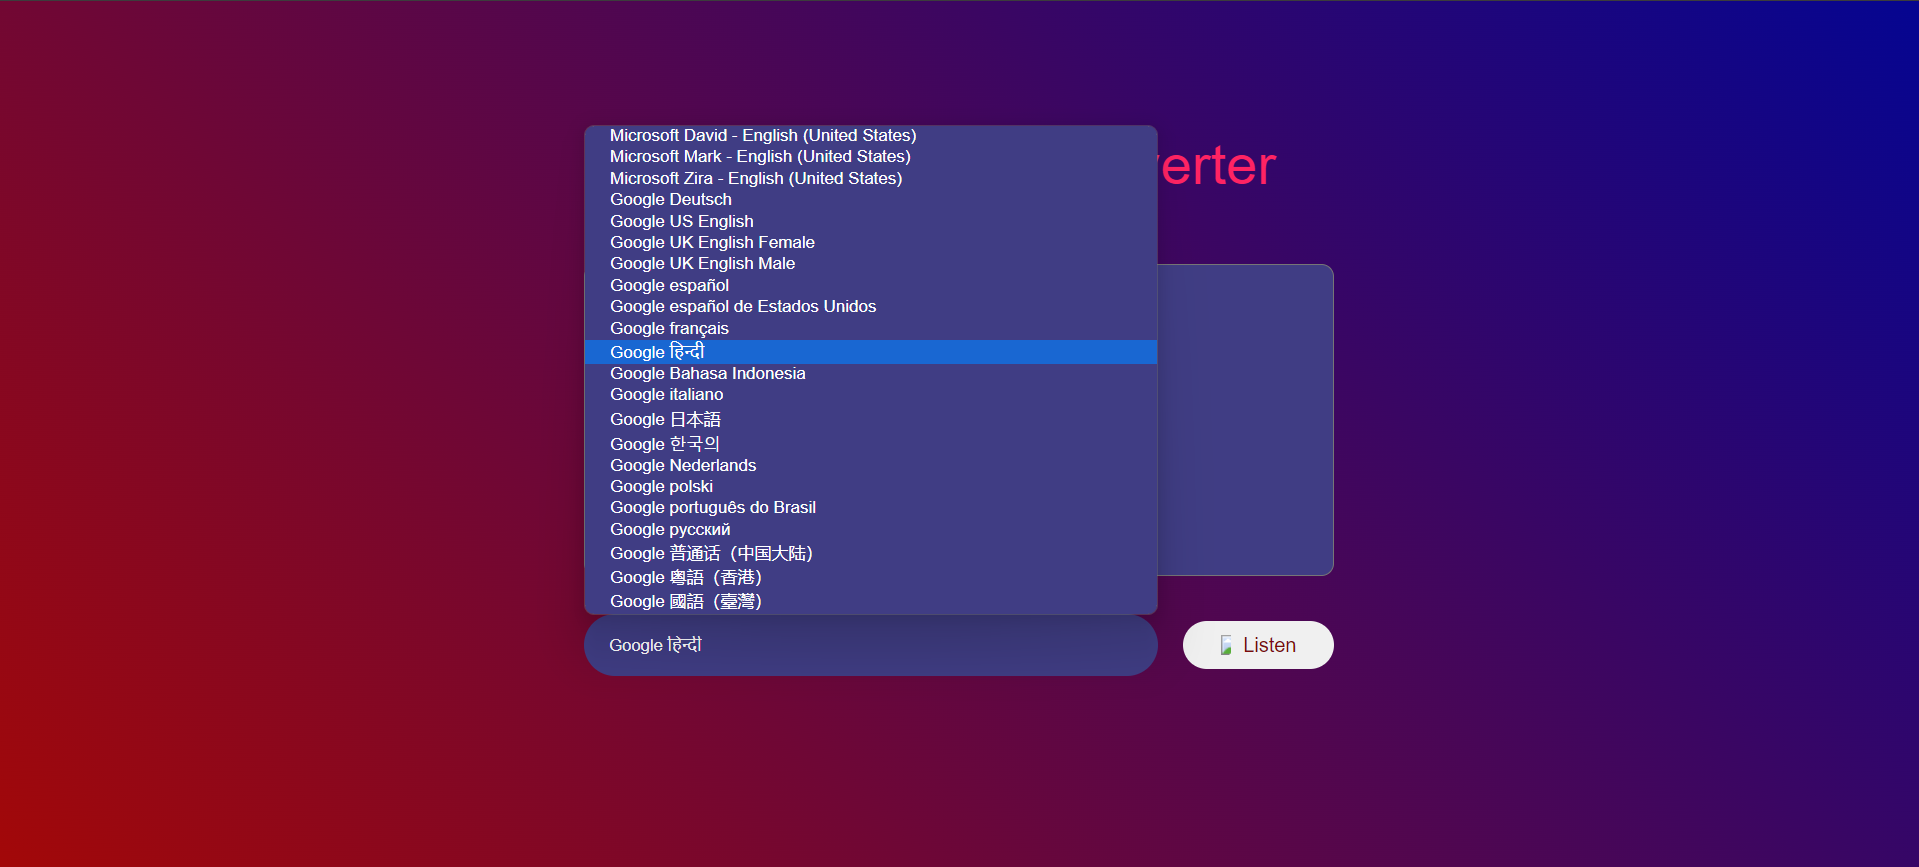 Microsoft David - English (United States)
Microsoft Mark - English (United States)
Microsoft Zira - English (United States)
Google Deutsch
Google US English
Google UK English Female
Google UK English Male
Google español
Google español de Estados Unidos
Google français
Google हिन्दी
Google Bahasa Indonesia
Google italiano
Google 日本語
Google 한국의
Google Nederlands
Google polski
Google português do Brasil
Google русский
Google 普通话（中国大陆）
Google 粤語（香港）
Google 國語（臺灣）
Google हिन्दी
Listen